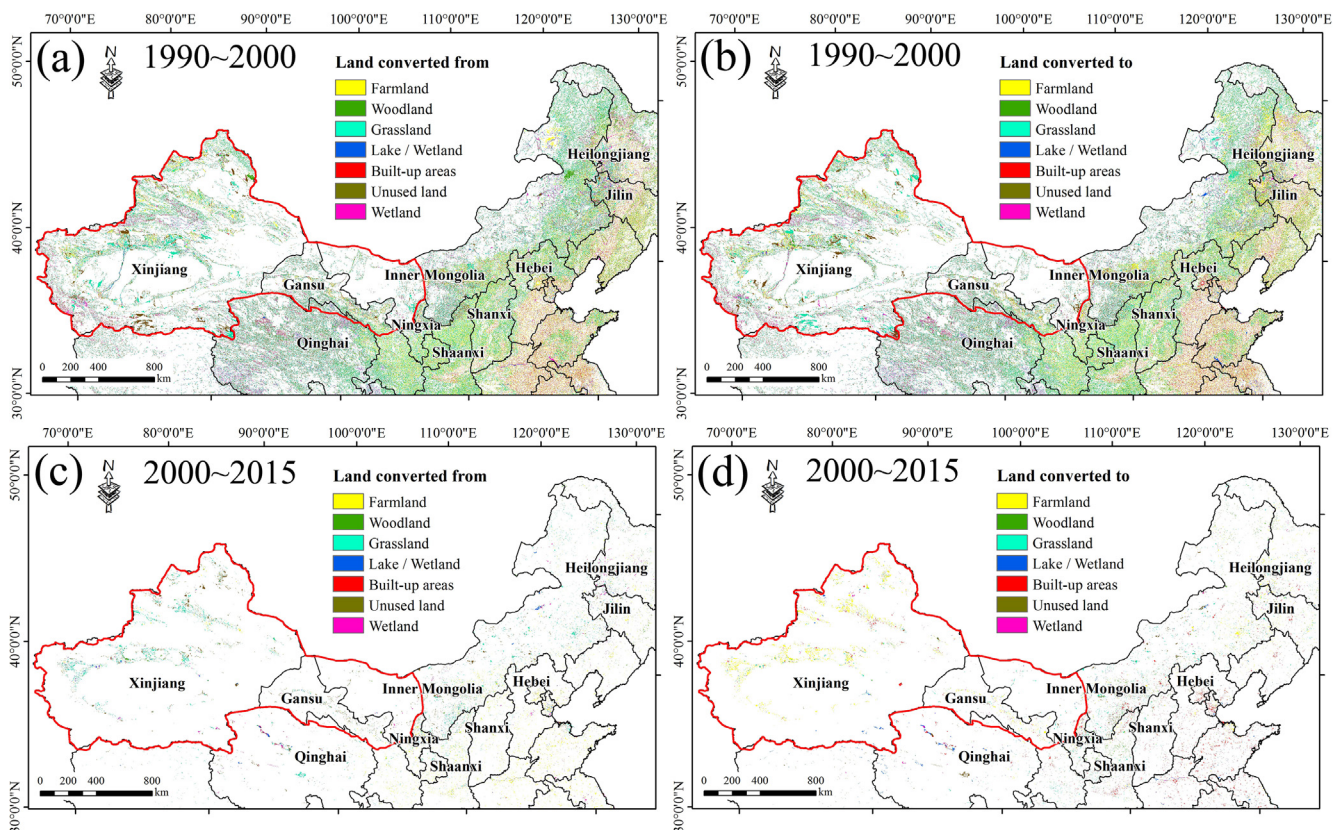 70°0'0"E 80°0'0"E 90°0'0"E 100°0'0"E 110°0'0"E 120°0'0"E 130°0'0"E
(a)
N
1990~2000
Land converted from
Farmland
Woodland
Grassland
Lake / Wetland
Built-up areas
Unused land
Wetland
50°0'0"N
40°0'0"N
30°0'0"N
Heilongjiang
Jilin
Xinjiang
Inner Mongolia
Hebei
Gansu
Shanxi
Ningxia
Qinghai
Shaanxi
0 200 400 800
km
70°0'0"E 80°0'0"E 90°0'0"E 100°0'0"E 110°0'0"E 120°0'0"E 130°0'0"E
(b)
N
1990~2000
Land converted to
Farmland
Woodland
Grassland
Lake / Wetland
Built-up areas
Unused land
Wetland
50°0'0"N
40°0'0"N
30°0'0"N
Heilongjiang
Jilin
Xinjiang
Inner Mongolia
Hebei
Gansu
Shanxi
Ningxia
Qinghai
Shaanxi
0 200 400 800
km
70°0'0"E 80°0'0"E 90°0'0"E 100°0'0"E 110°0'0"E 120°0'0"E 130°0'0"E
(c)
N
2000~2015
Land converted from
Farmland
Woodland
Grassland
Lake / Wetland
Built-up areas
Unused land
Wetland
50°0'0"N
40°0'0"N
30°0'0"N
Heilongjiang
Jilin
Xinjiang
Inner Mongolia
Hebei
Gansu
Shanxi
Ningxia
Qinghai
Shaanxi
0 200 400 800
km
70°0'0"E 80°0'0"E 90°0'0"E 100°0'0"E 110°0'0"E 120°0'0"E 130°0'0"E
(d)
N
2000~2015
Land converted to
Farmland
Woodland
Grassland
Lake / Wetland
Built-up areas
Unused land
Wetland
50°0'0"N
40°0'0"N
30°0'0"N
Heilongjiang
Jilin
Xinjiang
Inner Mongolia
Hebei
Gansu
Shanxi
Ningxia
Qinghai
Shaanxi
0 200 400 800
km